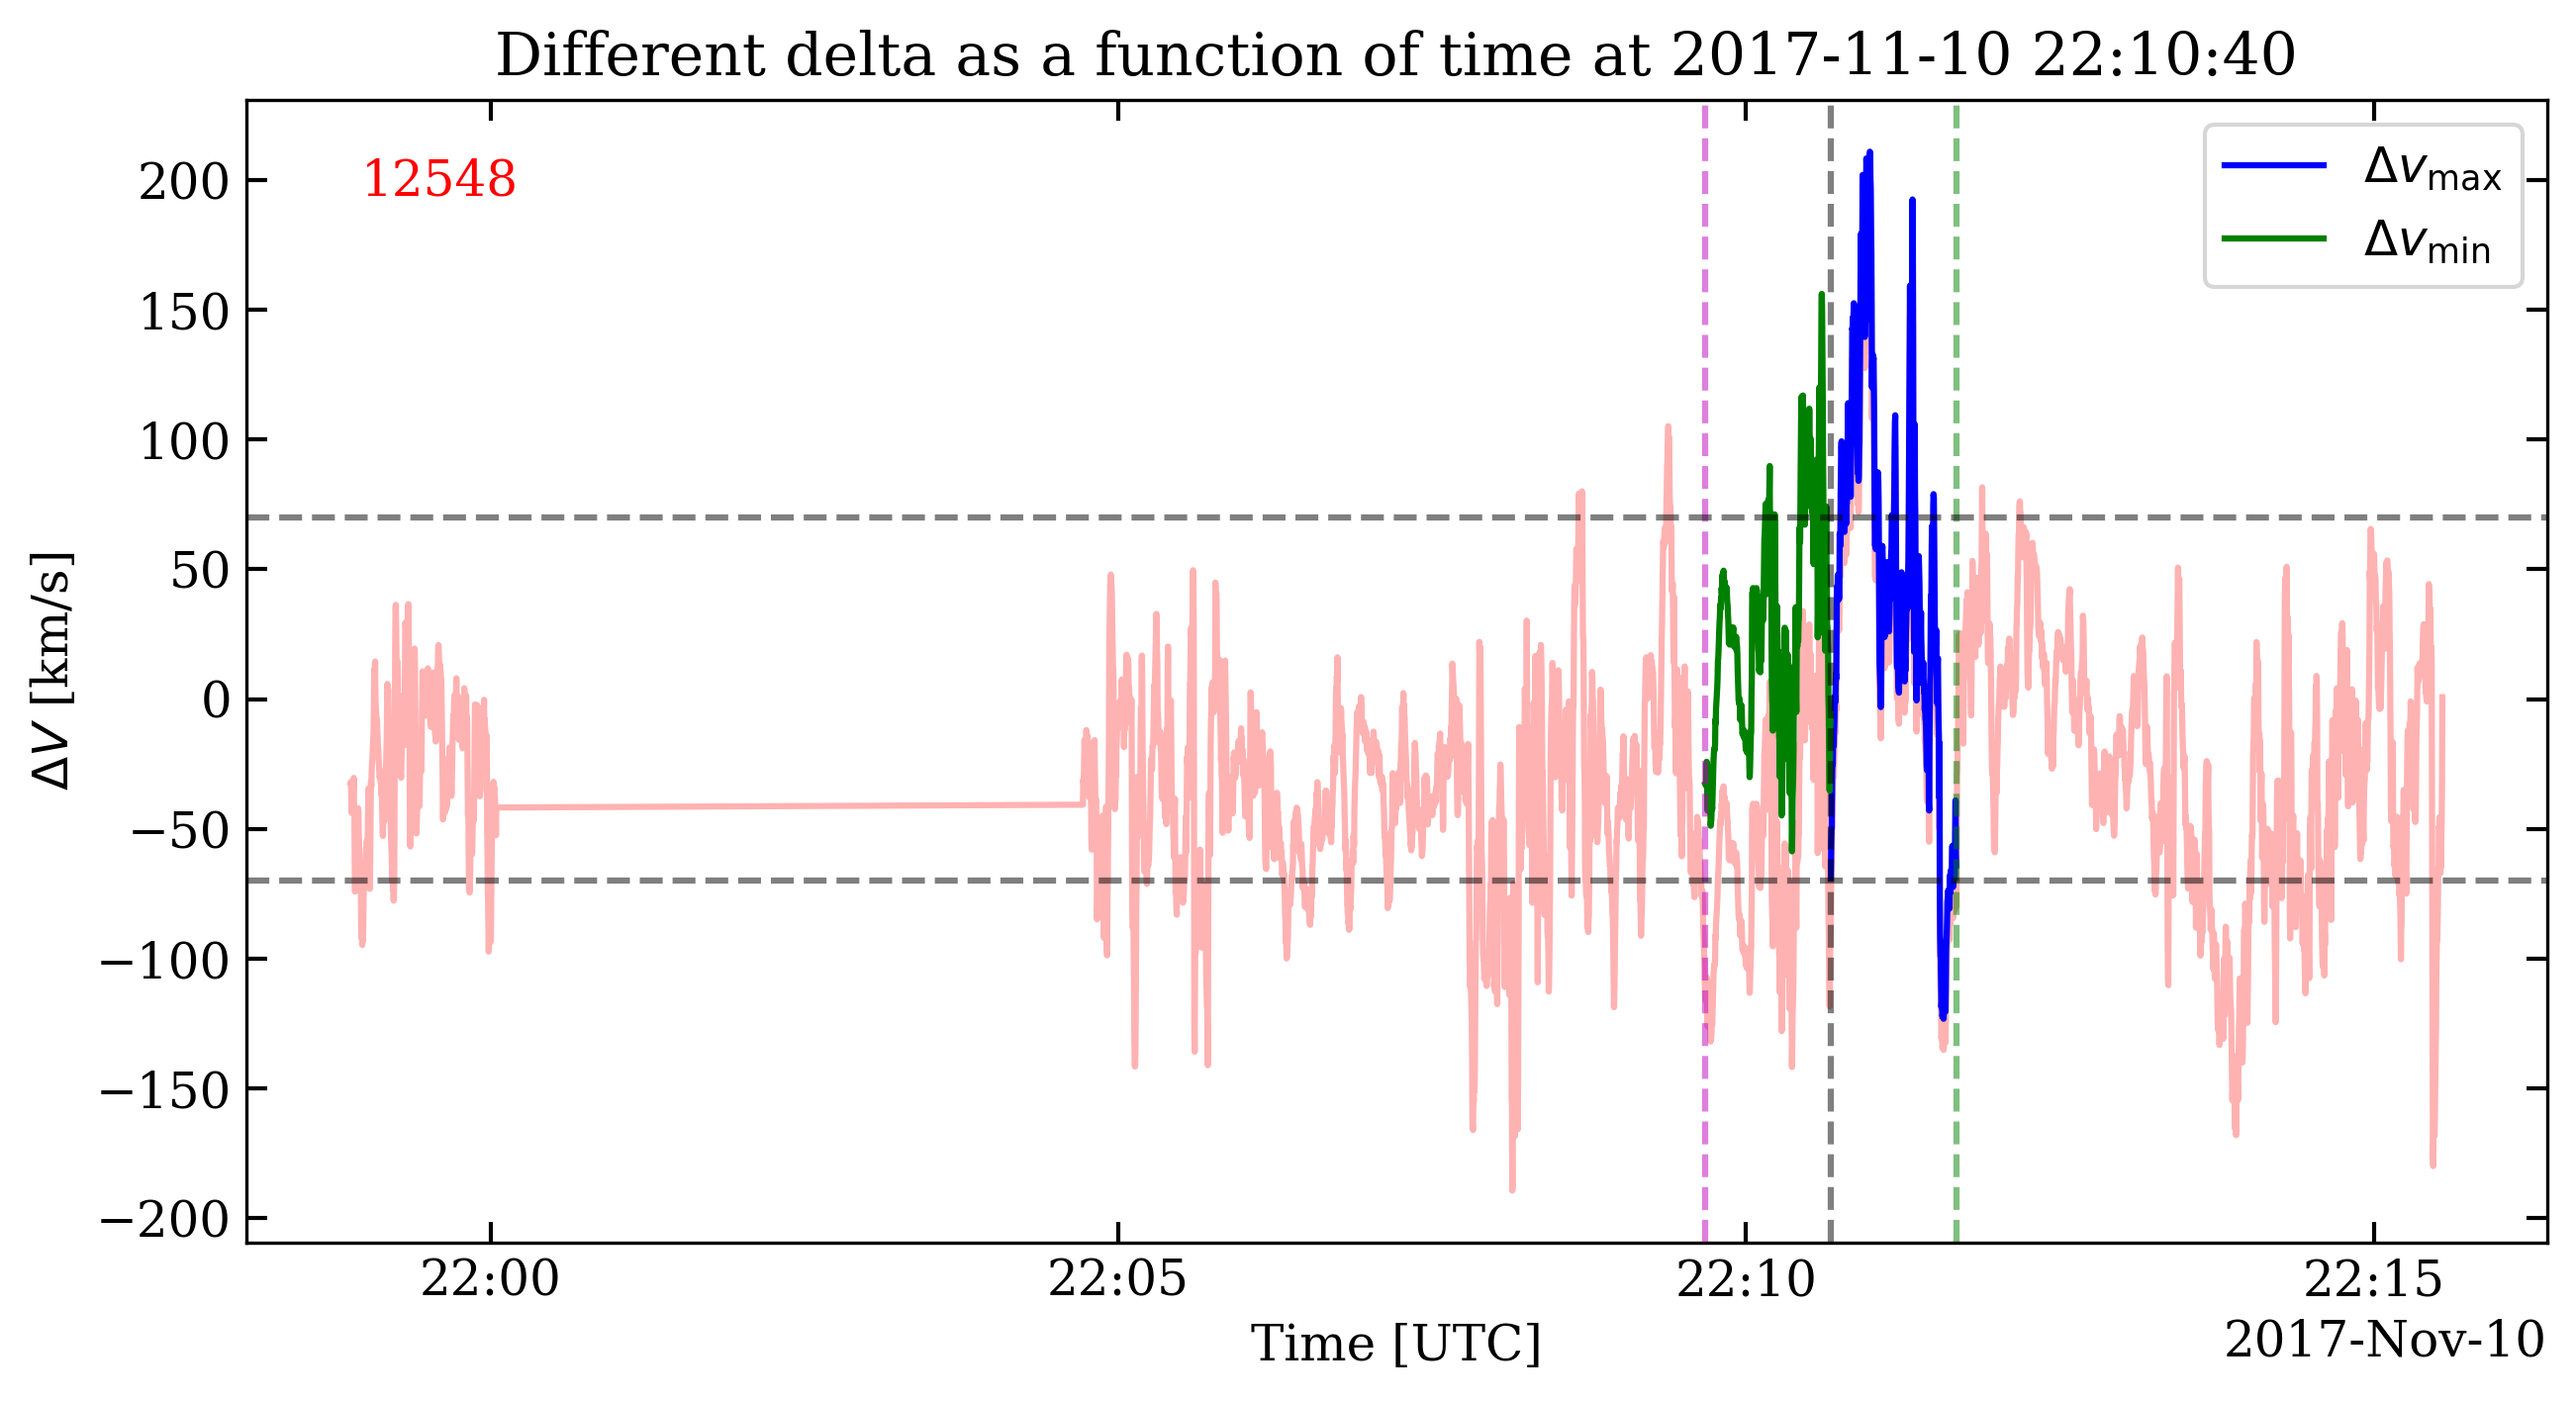 Different delta as a function of time at 2017-11-10 22:10:40
12548
Δv_max
Δv_min
ΔV [km/s]
200
150
100
50
0
−50
−100
−150
−200
22:00
22:05
22:10
22:15
Time [UTC]
2017-Nov-10